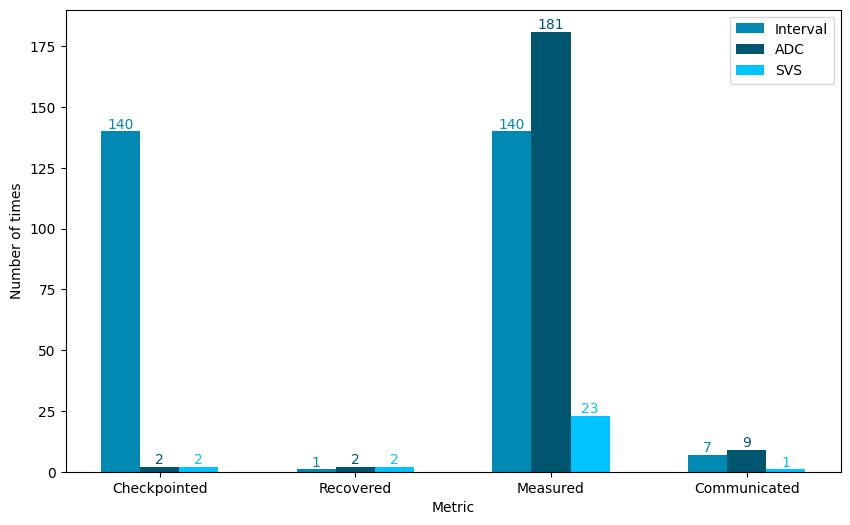 Number of times
175
150
125
100
75
50
25
0
140
2
2
1
2
2
140
181
23
7
9
1
Interval
ADC
SVS
Checkpointed
Recovered
Measured
Communicated
Metric